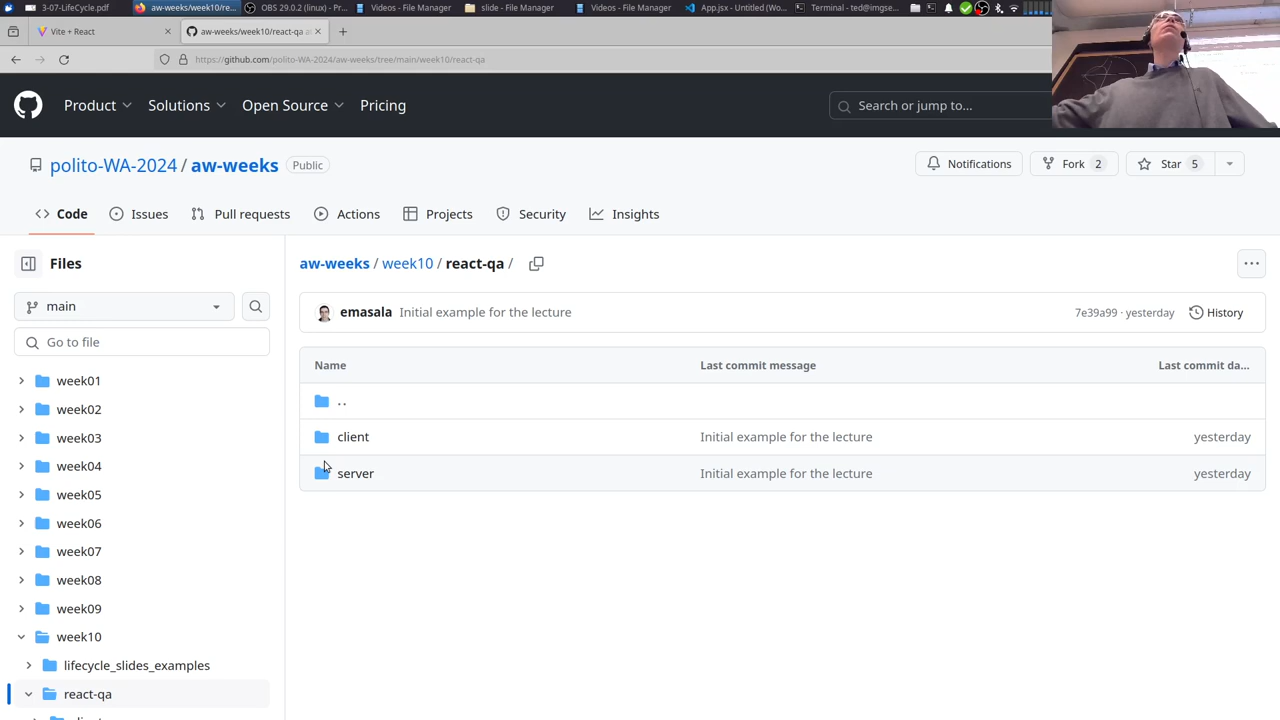 3-07-LifeCycle.pdf
aw-weeks/week10/re...
OBS 29.0.2 (linux) - Pr...
Videos - File Manager
slide - File Manager
Videos - File Manager
App.jsx - Untitled (Wo...
Terminal - ted@imgse...
Vite + React
aw-weeks/week10/react-qa at
https://github.com/polito-WA-2024/aw-weeks/tree/main/week10/react-qa
Product
Solutions
Open Source
Pricing
Search or jump to...
polito-WA-2024 / aw-weeks
Public
Notifications
Fork 2
Star 5
Code
Issues
Pull requests
Actions
Projects
Security
Insights
Files
aw-weeks / week10 / react-qa /
main
emasala Initial example for the lecture
7e39a99 · yesterday
History
Go to file
Name
Last commit message
Last commit da...
week01
..
week02
client
Initial example for the lecture
yesterday
week03
week04
server
Initial example for the lecture
yesterday
week05
week06
week07
week08
week09
week10
lifecycle_slides_examples
react-qa